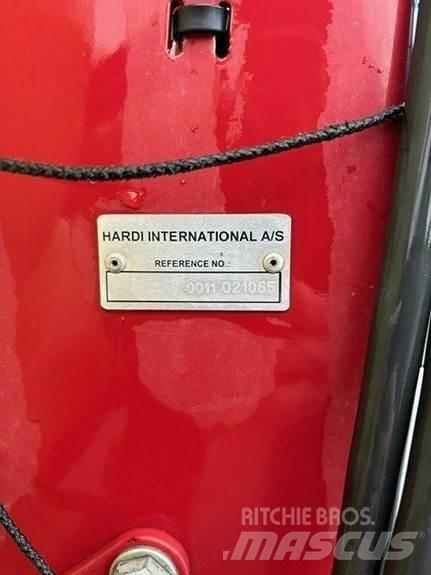 HARDI INTERNATIONAL A/S
REFERENCE NO.:
0011 021065
RITCHIE BROS.
MASCUS